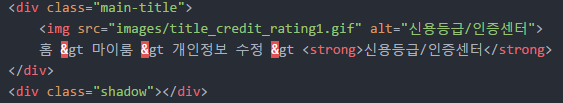 <div class="main-title">
<img src="images/title_credit_rating1.gif" alt="신용등급/인증센터">
홈 &gt 마이룸 &gt 개인정보 수정 &gt <strong>신용등급/인증센터</strong>
</div>
<div class="shadow"></div>